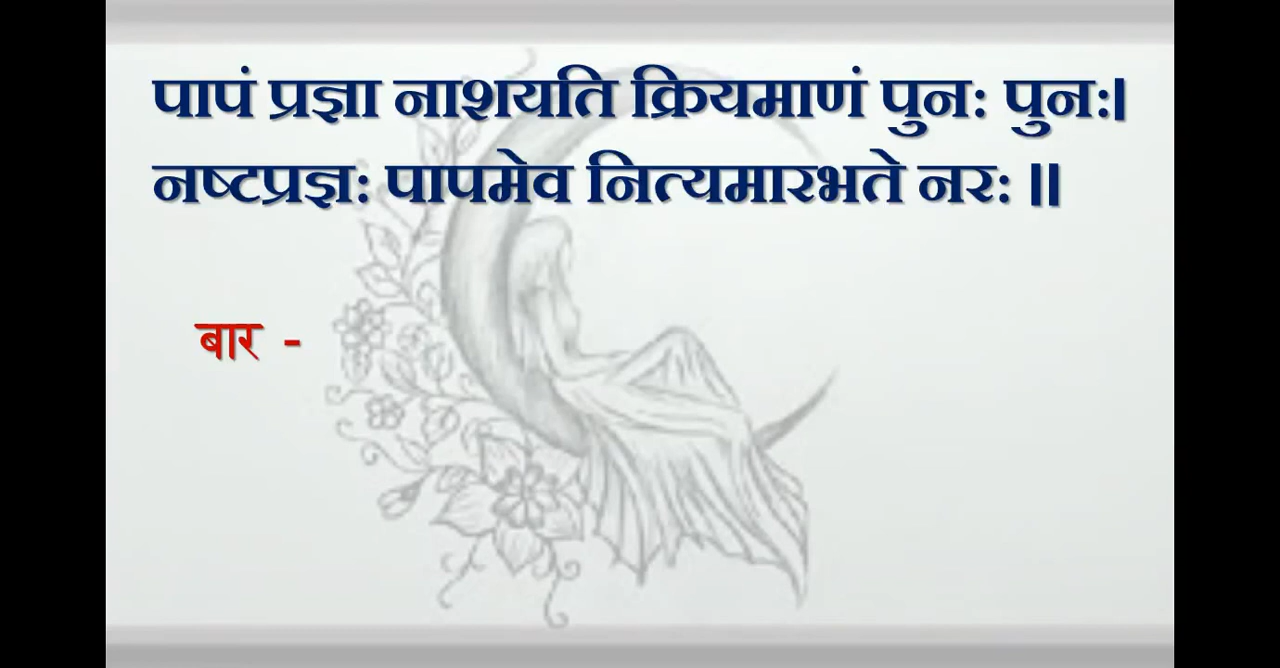 पापं प्रज्ञा नाशयति क्रियमाणं पुनः पुनः।
नष्टप्रज्ञः पापमेव नित्यमारभते नरः ॥
बार -